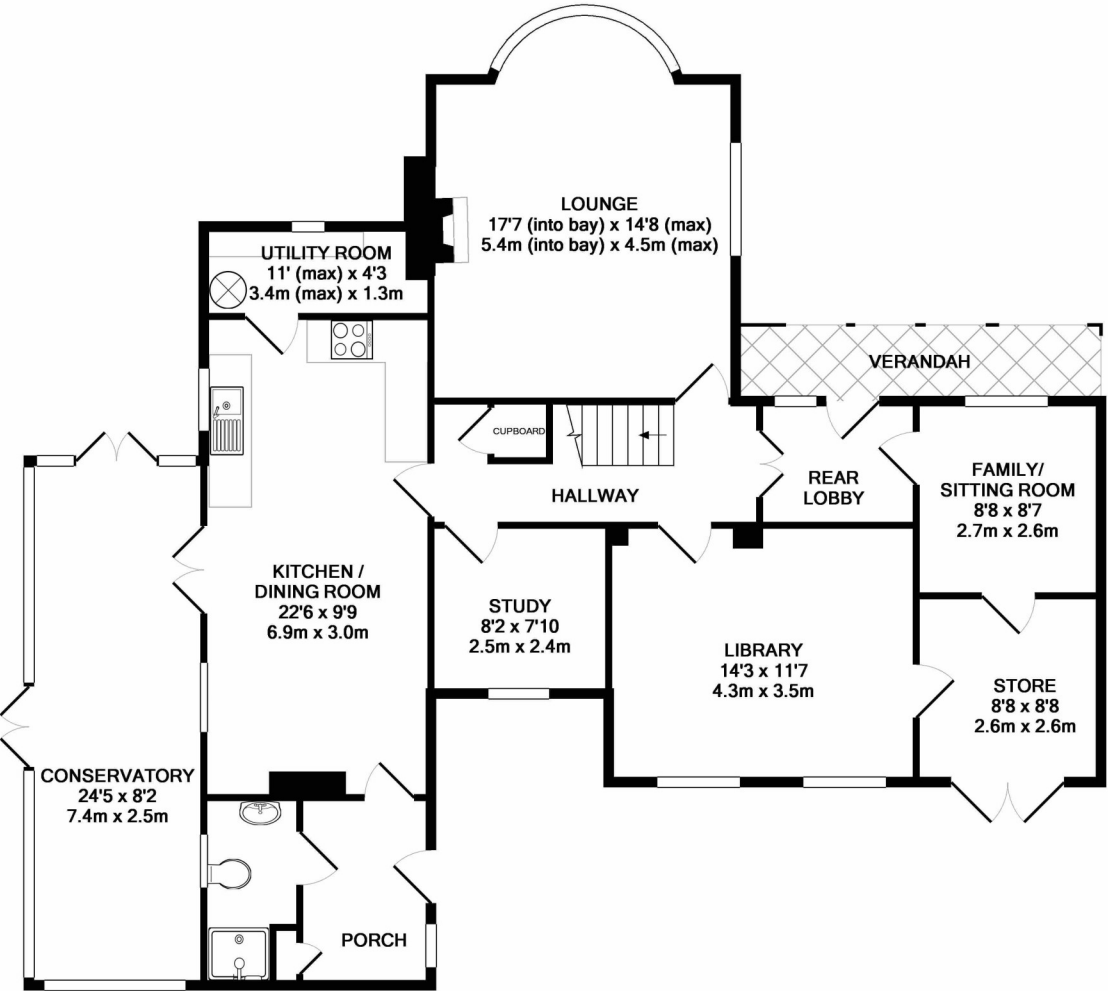 LOUNGE
17'7 (into bay) x 14'8 (max)
5.4m (into bay) x 4.5m (max)
UTILITY ROOM
11' (max) x 4'3
3.4m (max) x 1.3m
VERANDAH
CUPBOARD
HALLWAY
REAR
LOBBY
FAMILY/
SITTING ROOM
8'8 x 8'7
2.7m x 2.6m
KITCHEN /
DINING ROOM
22'6 x 9'9
6.9m x 3.0m
STUDY
8'2 x 7'10
2.5m x 2.4m
LIBRARY
14'3 x 11'7
4.3m x 3.5m
STORE
8'8 x 8'8
2.6m x 2.6m
CONSERVATORY
24'5 x 8'2
7.4m x 2.5m
PORCH